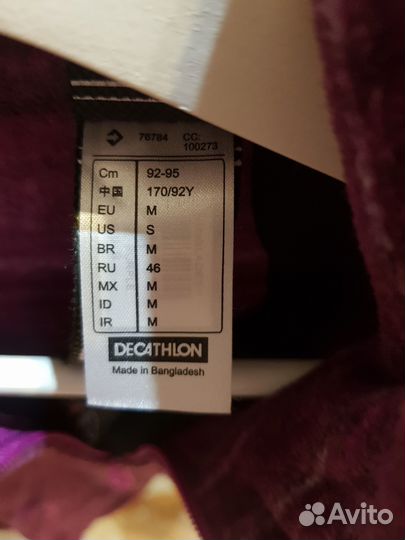 76784 CC:
100273
Cm 92-95
中国 170/92Y
EU M
US S
BR M
RU 46
MX M
ID M
IR M
DECATHLON
Made in Bangladesh
Avito